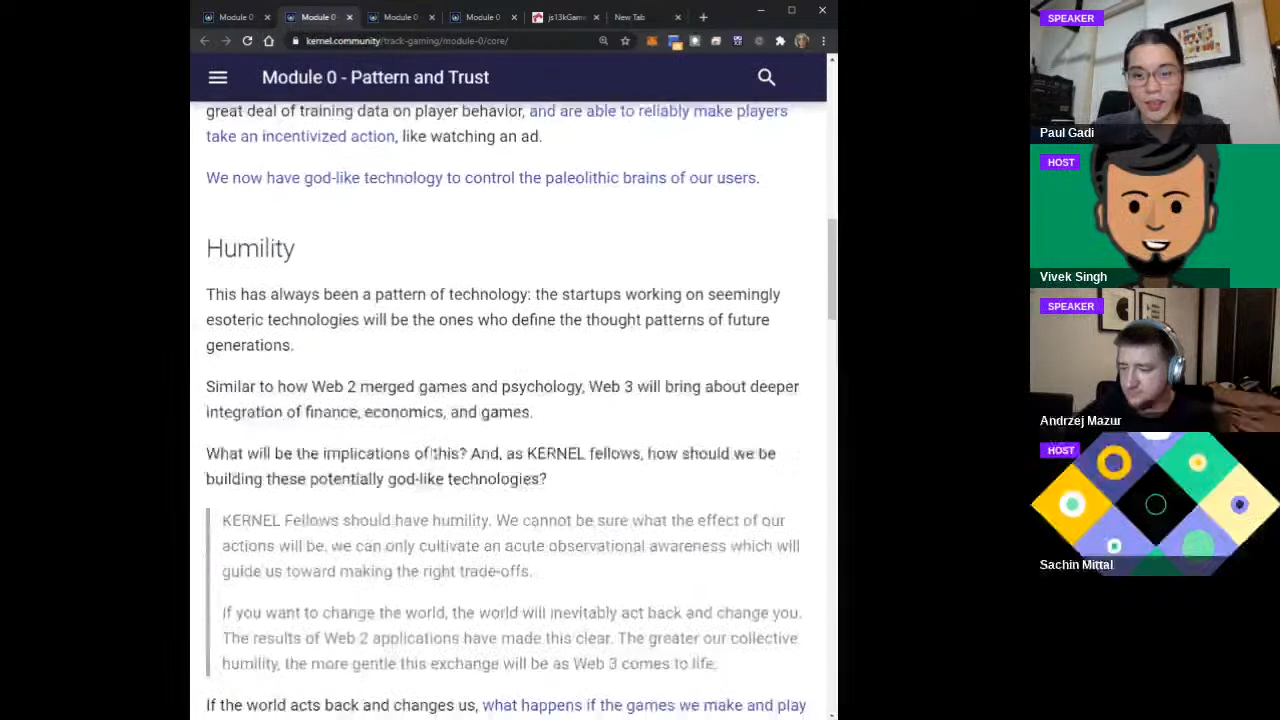 Module 0
Module 0
Module 0
Module 0
js13kGam
New Tab
kernel.community/track-gaming/module-0/core/
Module 0 - Pattern and Trust
great deal of training data on player behavior, and are able to reliably make players
take an incentivized action, like watching an ad.
We now have god-like technology to control the paleolithic brains of our users.
Humility
This has always been a pattern of technology: the startups working on seemingly
esoteric technologies will be the ones who define the thought patterns of future
generations.
Similar to how Web 2 merged games and psychology, Web 3 will bring about deeper
integration of finance, economics, and games.
What will be the implications of this? And, as KERNEL fellows, how should we be
building these potentially god-like technologies?
KERNEL Fellows should have humility. We cannot be sure what the effect of our
actions will be, we can only cultivate an acute observational awareness which will
guide us toward making the right trade-offs.
If you want to change the world, the world will inevitably act back and change you.
The results of Web 2 applications have made this clear. The greater our collective
humility, the more gentle this exchange will be as Web 3 comes to life.
If the world acts back and changes us, what happens if the games we make and play
SPEAKER
Paul Gadi
HOST
Vivek Singh
SPEAKER
Andrzej Mazur
HOST
Sachin Mittal